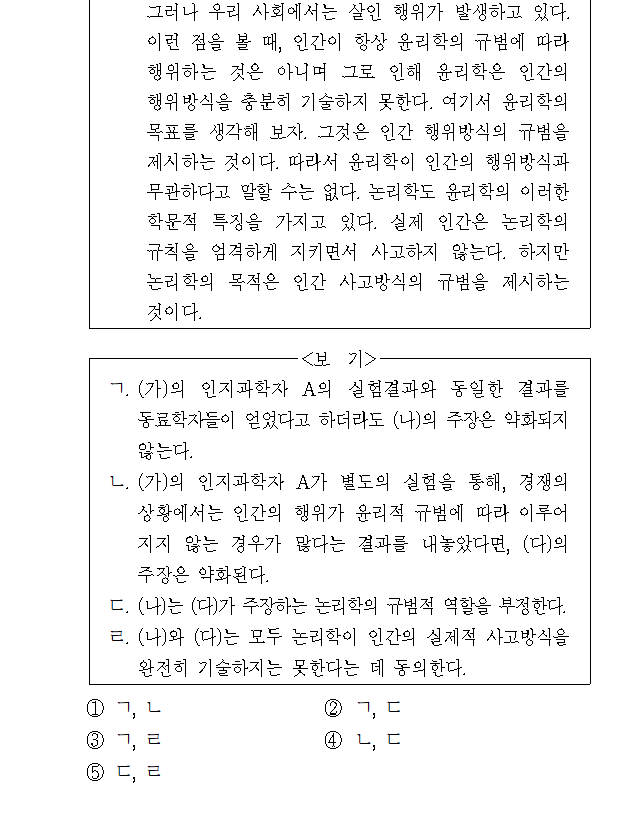 그러나 우리 사회에서는 살인 행위가 발생하고 있다.
이런 점을 볼 때, 인간이 항상 윤리학의 규범에 따라
행위하는 것은 아니며 그로 인해 윤리학은 인간의
행위방식을 충분히 기술하지 못한다. 여기서 윤리학의
목표를 생각해 보자. 그것은 인간 행위방식의 규범을
제시하는 것이다. 따라서 윤리학이 인간의 행위방식과
무관하다고 말할 수는 없다. 논리학도 윤리학의 이러한
학문적 특징을 가지고 있다. 실제 인간은 논리학의
규칙을 엄격하게 지키면서 사고하지 않는다. 하지만
논리학의 목적은 인간 사고방식의 규범을 제시하는
것이다.
<보 기>
ㄱ. (가)의 인지과학자 A의 실험결과와 동일한 결과를
동료학자들이 얻었다고 하더라도 (나)의 주장은 약화되지
않는다.
ㄴ. (가)의 인지과학자 A가 별도의 실험을 통해, 경쟁의
상황에서는 인간의 행위가 윤리적 규범에 따라 이루어
지지 않는 경우가 많다는 결과를 내놓았다면, (다)의
주장은 약화된다.
ㄷ. (나)는 (다)가 주장하는 논리학의 규범적 역할을 부정한다.
ㄹ. (나)와 (다)는 모두 논리학이 인간의 실제적 사고방식을
완전히 기술하지는 못한다는 데 동의한다.
① ㄱ, ㄴ ② ㄱ, ㄷ
③ ㄱ, ㄹ ④ ㄴ, ㄷ
⑤ ㄷ, ㄹ